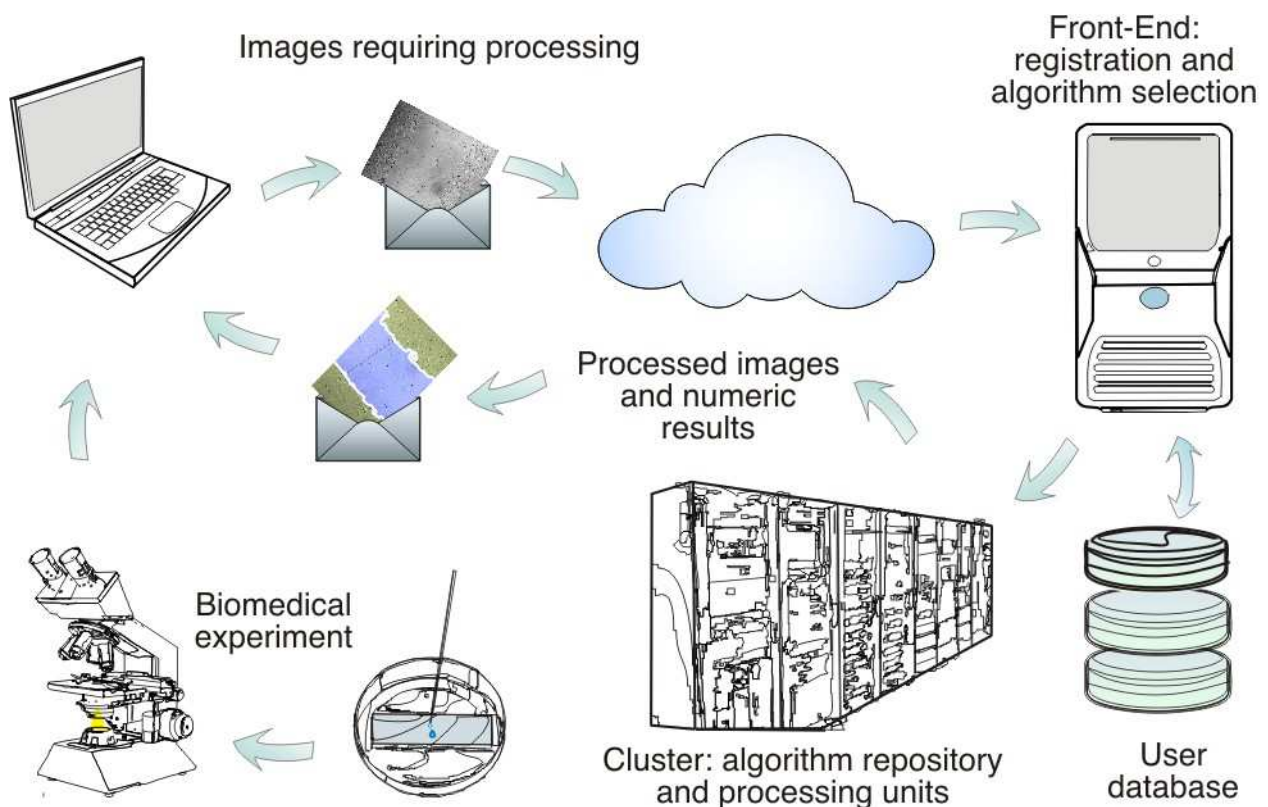 Images requiring processing
Front-End:
registration and
algorithm selection
Processed images
and numeric
results
Biomedical
experiment
Cluster: algorithm repository
and processing units
User
database